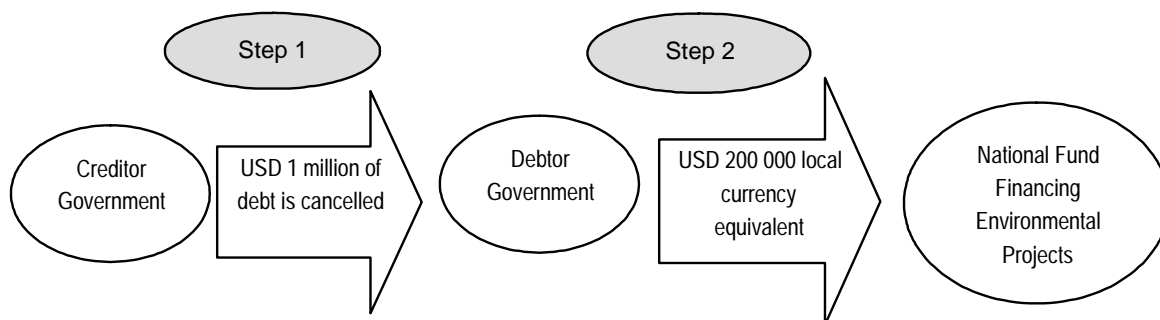 Step 1
Step 2
Creditor
Government
USD 1 million of
debt is cancelled
Debtor
Government
USD 200 000 local
currency
equivalent
National Fund
Financing
Environmental
Projects